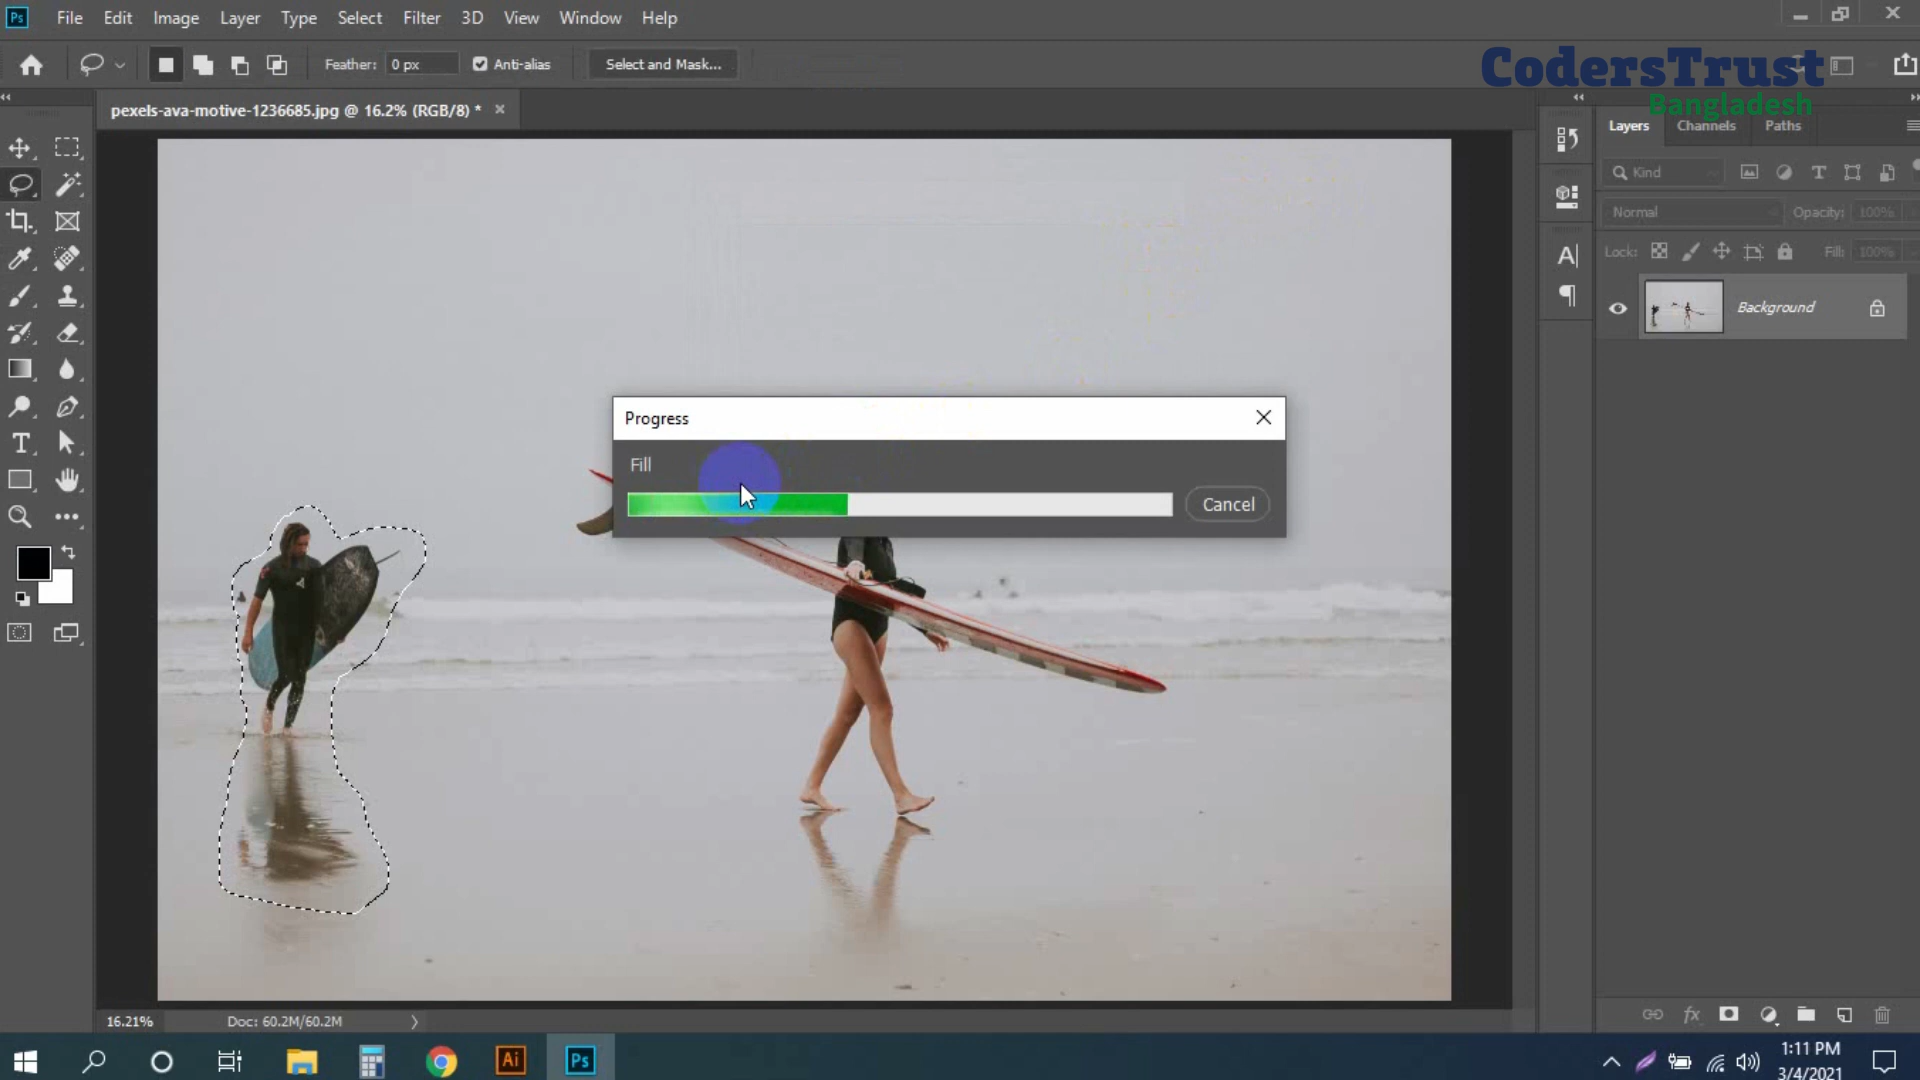 Ps File Edit Image Layer Type Select Filter 3D View Window Help
Feather: 0 px Anti-alias Select and Mask...
CodersTrust
Bangladesh
pexels-ava-motive-1236685.jpg @ 16.2% (RGB/8) *
Layers Channels Paths
Kind
Normal Opacity: 100%
Lock: Fill: 100%
Background
Progress
Fill
Cancel
16.21% Doc: 60.2M/60.2M
Ai Ps
1:11 PM
3/4/2021